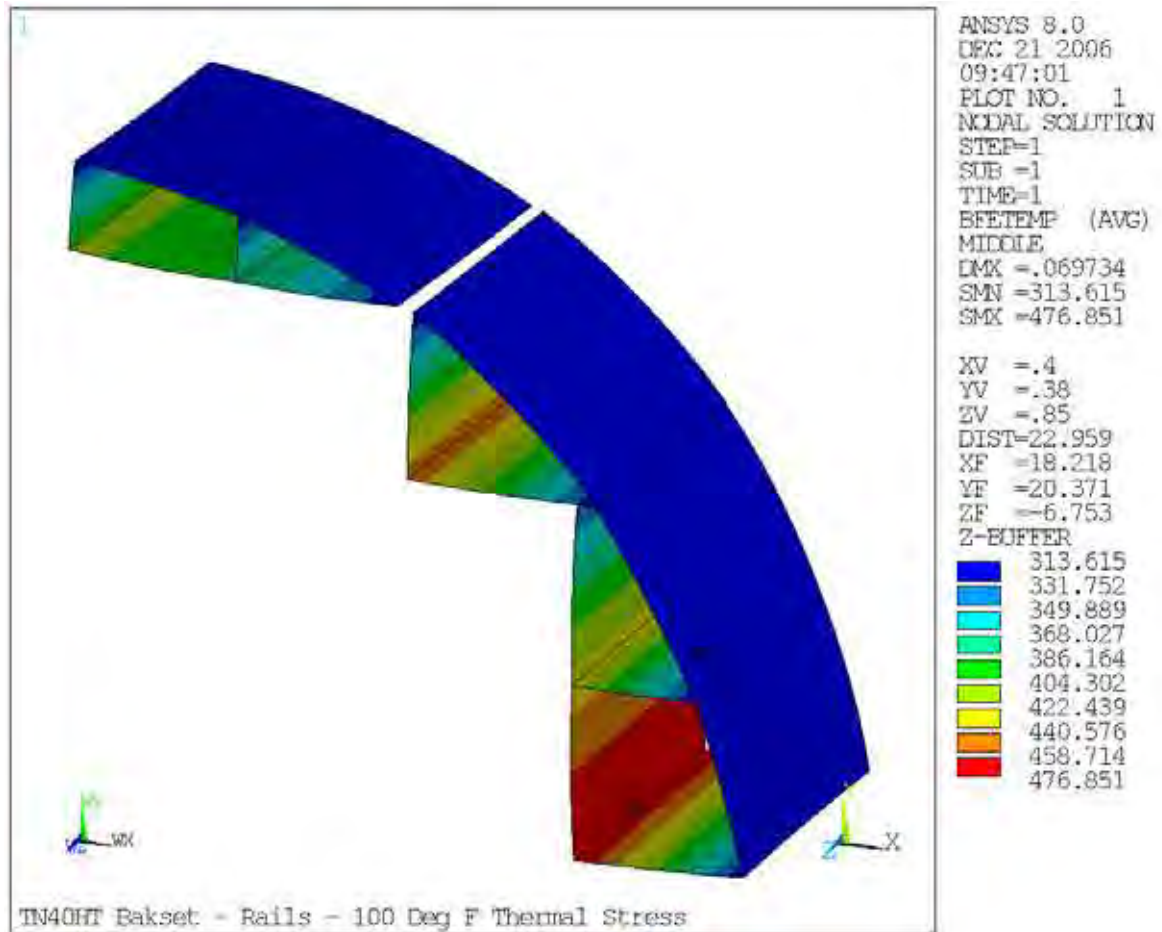 1
ANSYS 8.0
DEC 21 2006
09:47:01
PLOT NO. 1
NODAL SOLUTION
STEP=1
SUB =1
TIME=1
BFETEMP (AVG)
MIDDLE
DMX =.069734
SMN =313.615
SMX =476.851
XV =.4
YV =.38
ZV =.85
DIST=22.959
XF =18.218
YF =20.371
ZF =-6.753
Z-BUFFER
313.615
331.752
349.889
368.027
386.164
404.302
422.439
440.576
458.714
476.851
WX
X
Z
TN40HT Bakset - Rails - 100 Deg F Thermal Stress